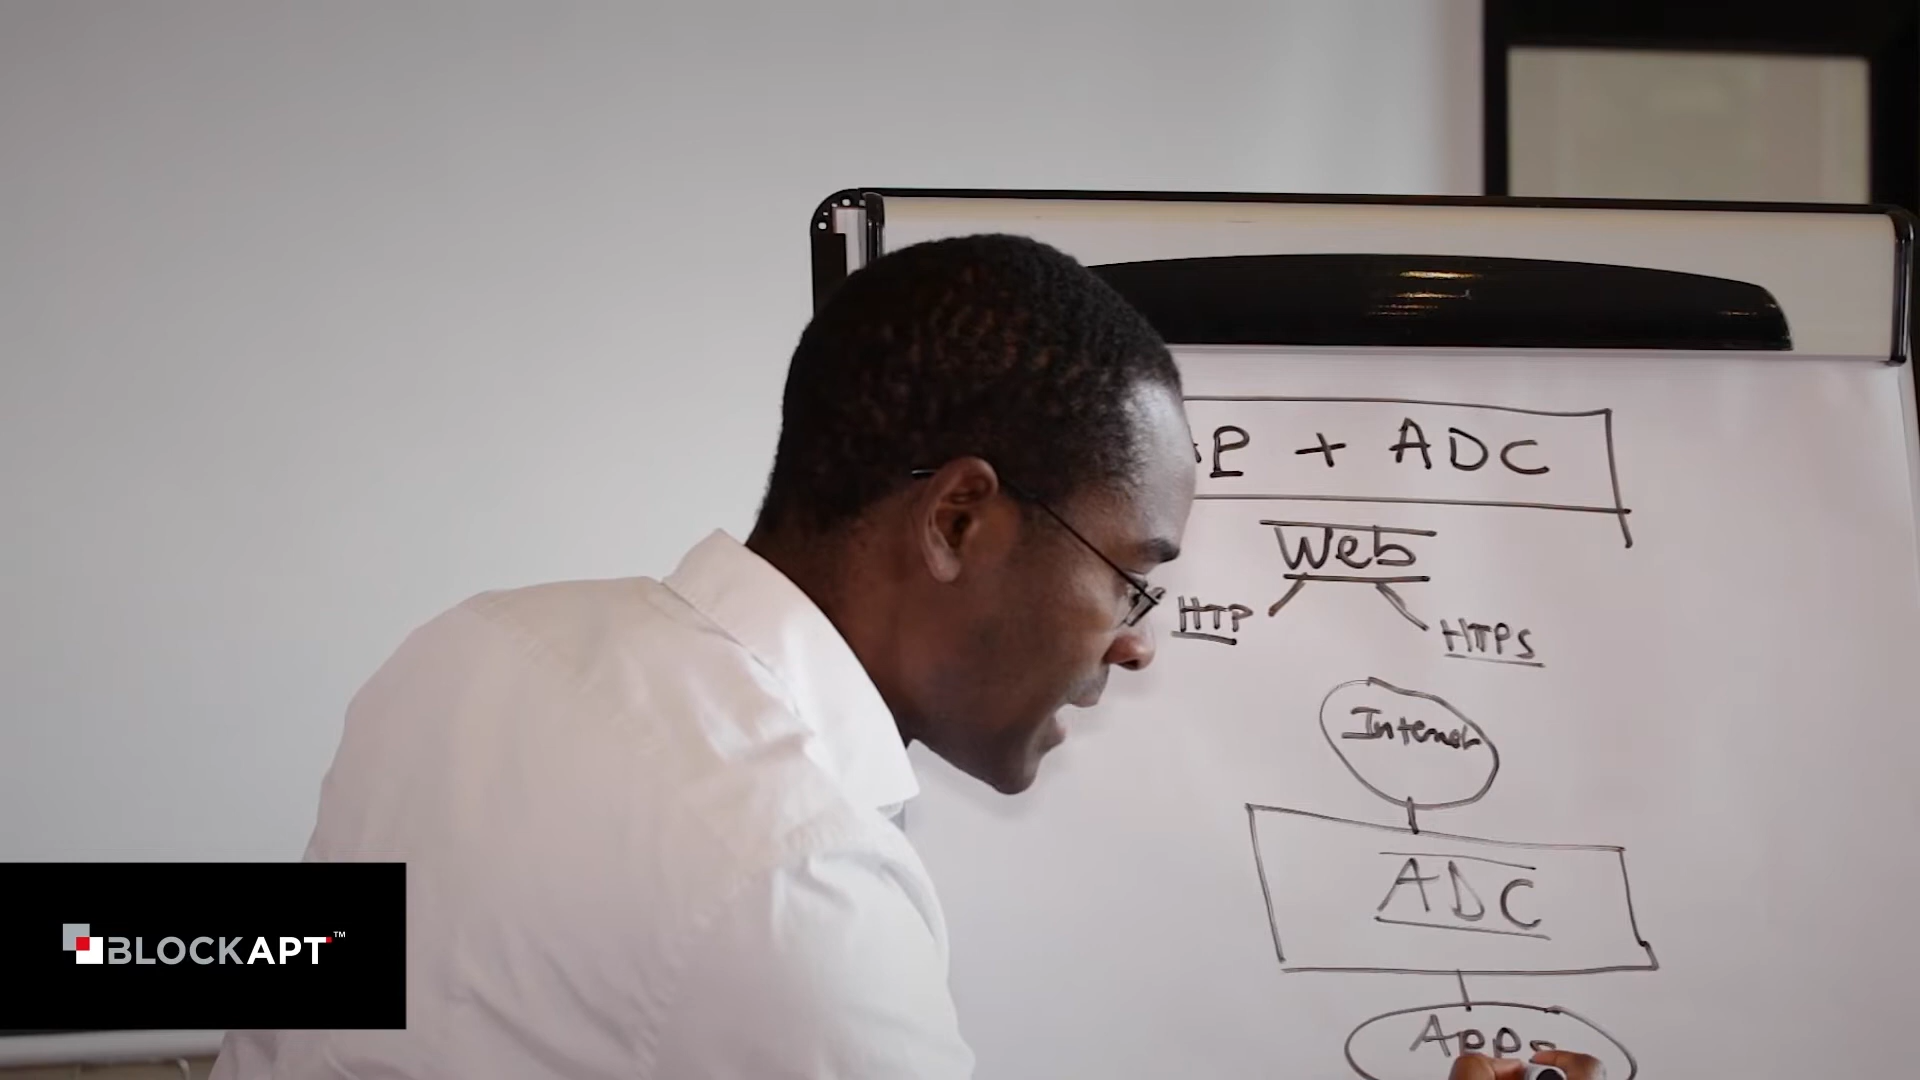 P + ADC
Web
HTTP
HTTPS
Internet
ADC
Apps
BLOCKAPT™